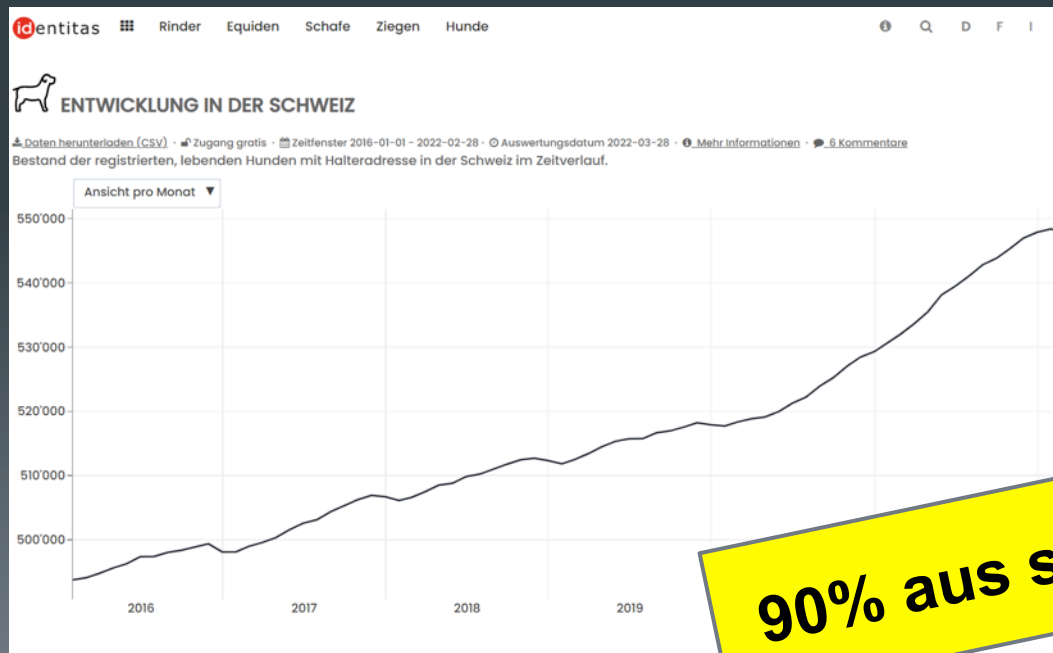 identitas Rinder Equiden Schafe Ziegen Hunde D F I
ENTWICKLUNG IN DER SCHWEIZ
Daten herunterladen (CSV) · Zugang gratis · Zeitfenster 2016-01-01 - 2022-02-28 · Auswertungsdatum 2022-03-28 · Mehr Informationen · 6 Kommentare
Bestand der registrierten, lebenden Hunden mit Halteradresse in der Schweiz im Zeitverlauf.
Ansicht pro Monat ▼
550'000
540'000
530'000
520'000
510'000
500'000
2016 2017 2018 2019
90% aus s